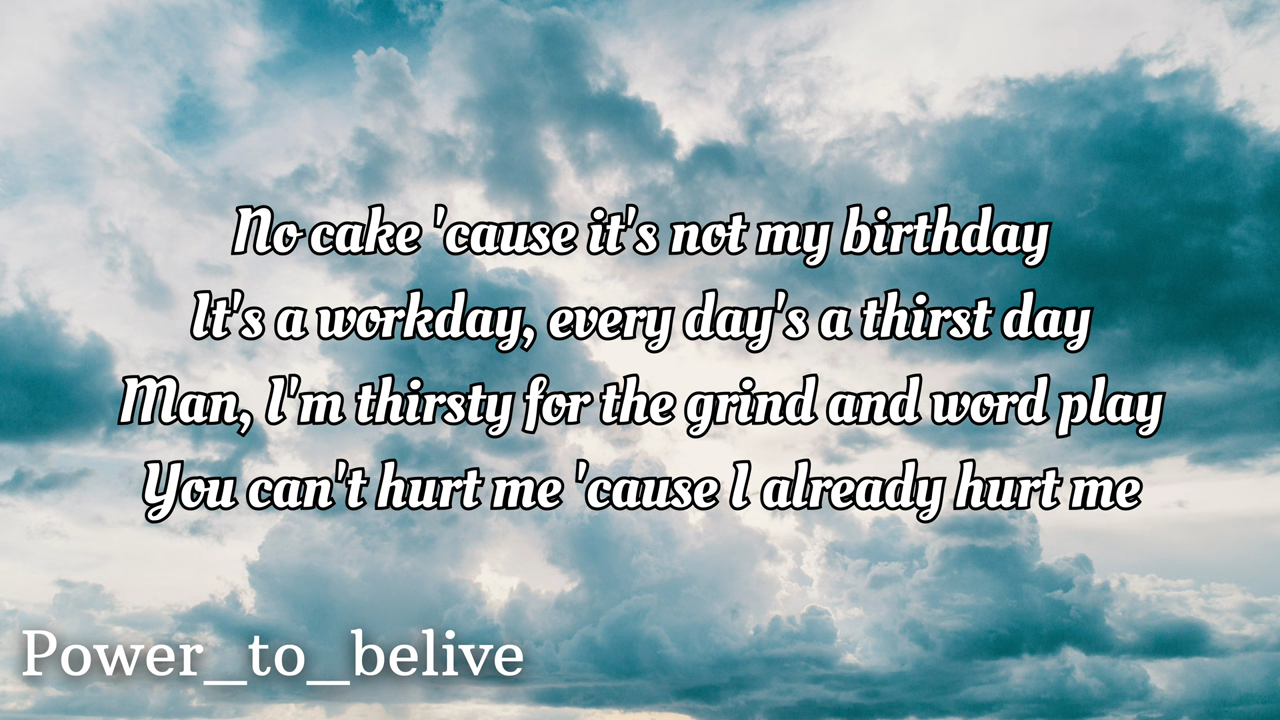 No cake 'cause it's not my birthday
It's a workday, every day's a thirst day
Man, I'm thirsty for the grind and word play
You can't hurt me 'cause I already hurt me
Power_to_belive